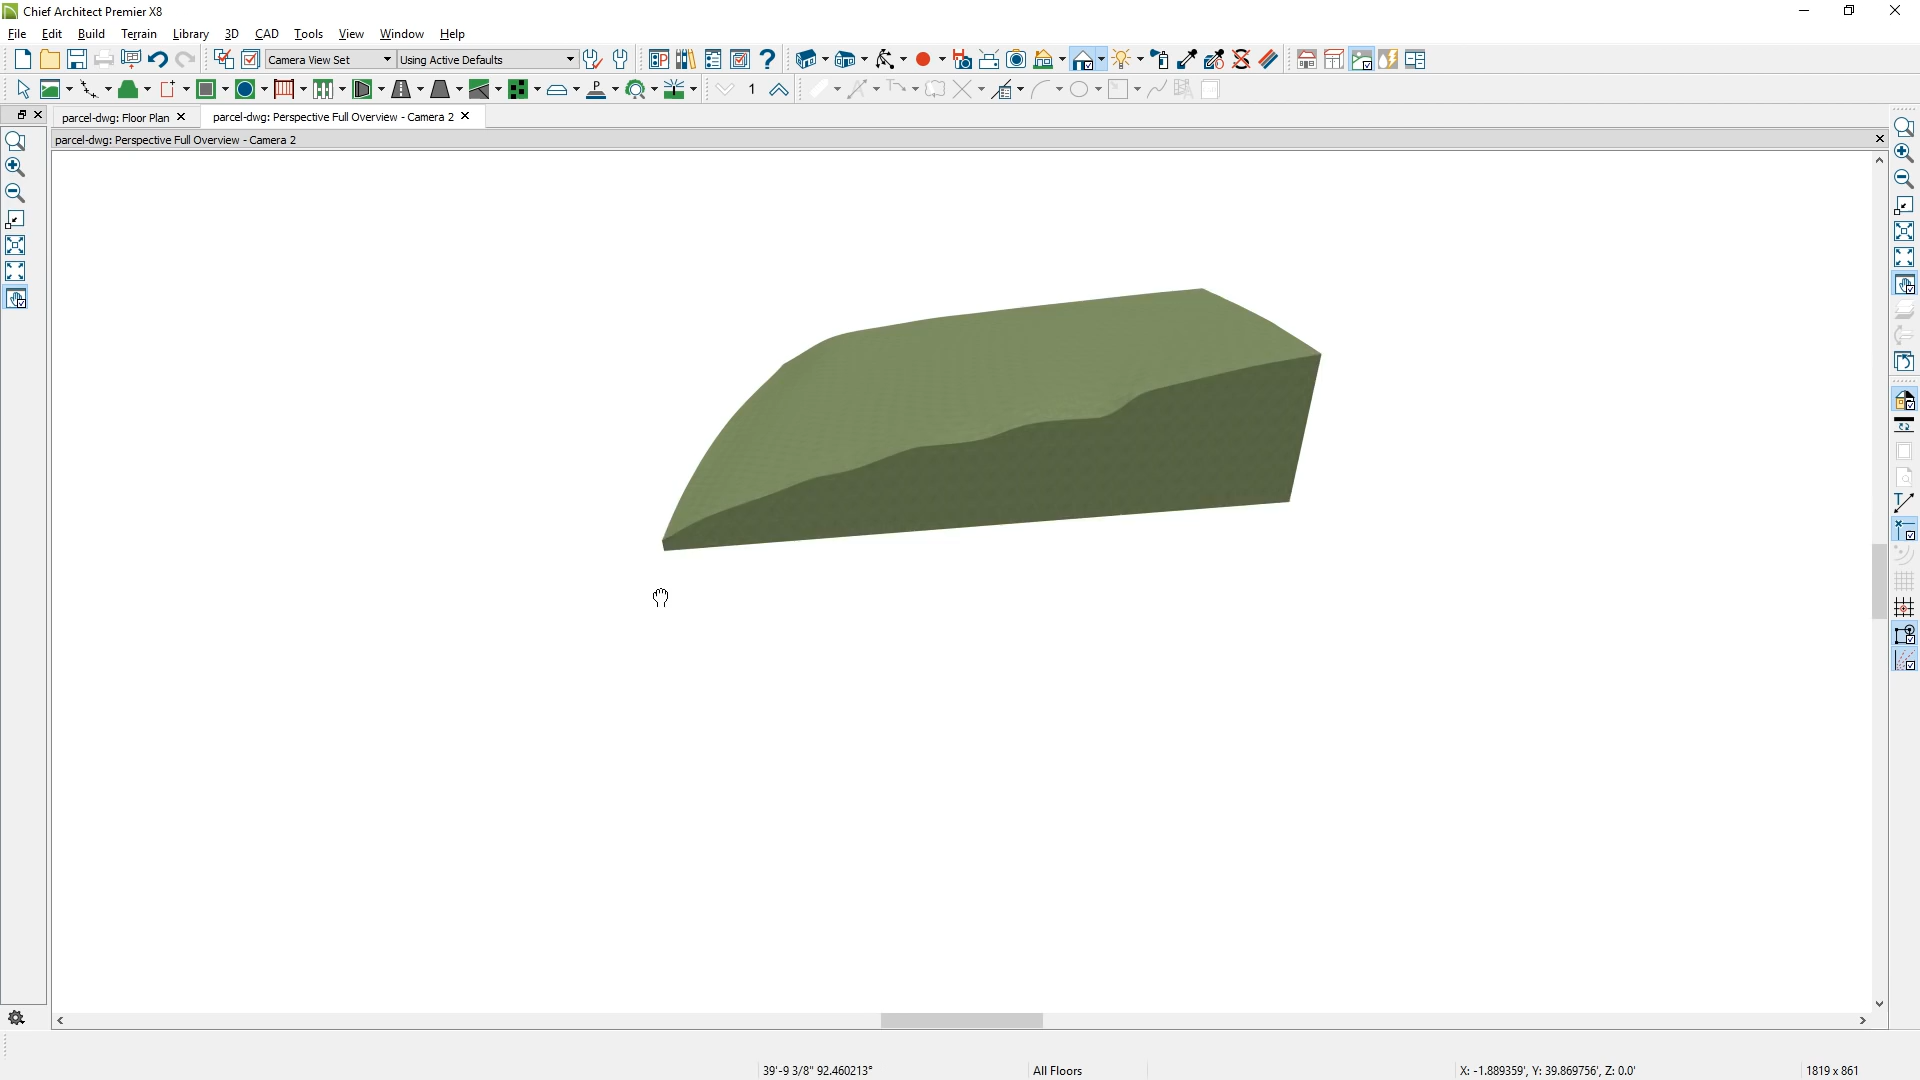 Chief Architect Premier X8
File Edit Build Terrain Library 3D CAD Tools View Window Help
Camera View Set Using Active Defaults
1
parcel-dwg: Floor Plan parcel-dwg: Perspective Full Overview - Camera 2
parcel-dwg: Perspective Full Overview - Camera 2
39'-9 3/8" 92.460213° All Floors X: -1.889359', Y: 39.869756', Z: 0.0' 1819 x 861